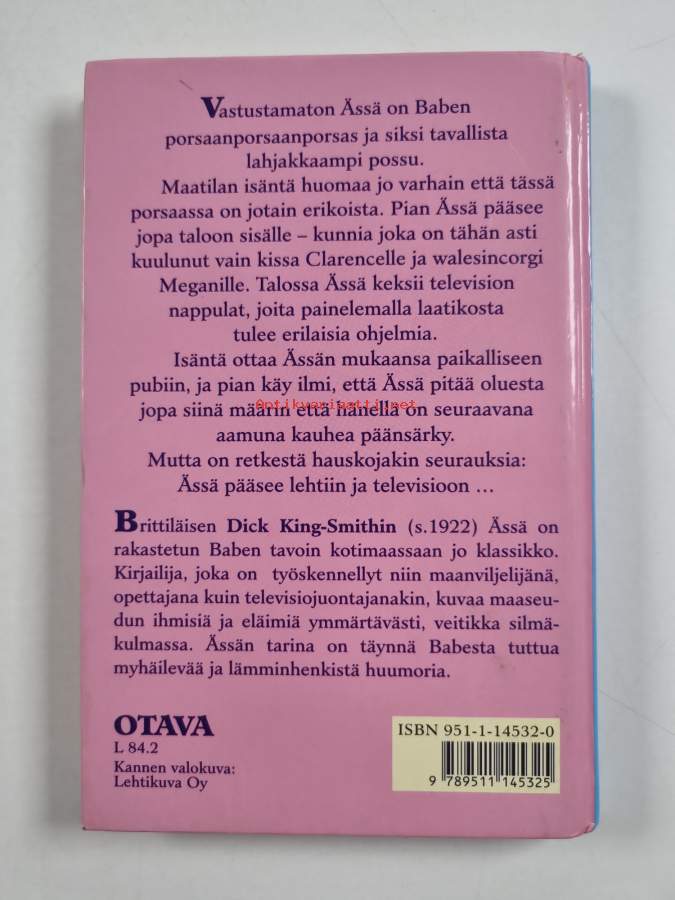 Vastustamaton Ässä on Baben
porsaanporsaanporsas ja siksi tavallista
lahjakkaampi possu.
Maatilan isäntä huomaa jo varhain että tässä
porsaassa on jotain erikoista. Pian Ässä pääsee
jopa taloon sisälle – kunnia joka on tähän asti
kuulunut vain kissa Clarencelle ja walesincorgi
Meganille. Talossa Ässä keksii television
nappulat, joita painelemalla laatikosta
tulee erilaisia ohjelmia.
Isäntä ottaa Ässän mukaansa paikalliseen
pubiin, ja pian käy ilmi, että Ässä pitää oluesta
jopa siinä määrin että hänellä on seuraavana
Antikvariaatti.net
aamuna kauhea päänsärky.
Mutta on retkestä hauskojakin seurauksia:
Ässä pääsee lehtiin ja televisioon ...
Brittiläisen Dick King-Smithin (s.1922) Ässä on
rakastetun Baben tavoin kotimaassaan jo klassikko.
Kirjailija, joka on työskennellyt niin maanviljelijänä,
opettajana kuin televisiojuontajanakin, kuvaa maaseu-
dun ihmisiä ja eläimiä ymmärtävästi, veitikka silmä-
kulmassa. Ässän tarina on täynnä Babesta tuttua
myhäilevää ja lämminhenkistä huumoria.
OTAVA
L 84.2
Kannen valokuva:
Lehtikuva Oy
ISBN 951-1-14532-0
9 789511 145325